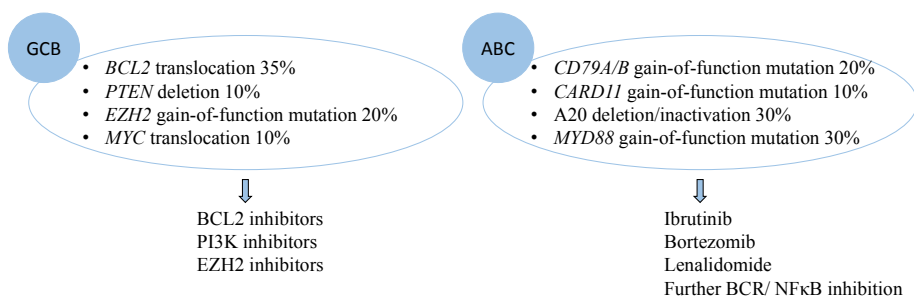 GCB
• BCL2 translocation 35%
• PTEN deletion 10%
• EZH2 gain-of-function mutation 20%
• MYC translocation 10%
BCL2 inhibitors
PI3K inhibitors
EZH2 inhibitors
ABC
• CD79A/B gain-of-function mutation 20%
• CARD11 gain-of-function mutation 10%
• A20 deletion/inactivation 30%
• MYD88 gain-of-function mutation 30%
Ibrutinib
Bortezomib
Lenalidomide
Further BCR/ NFκB inhibition